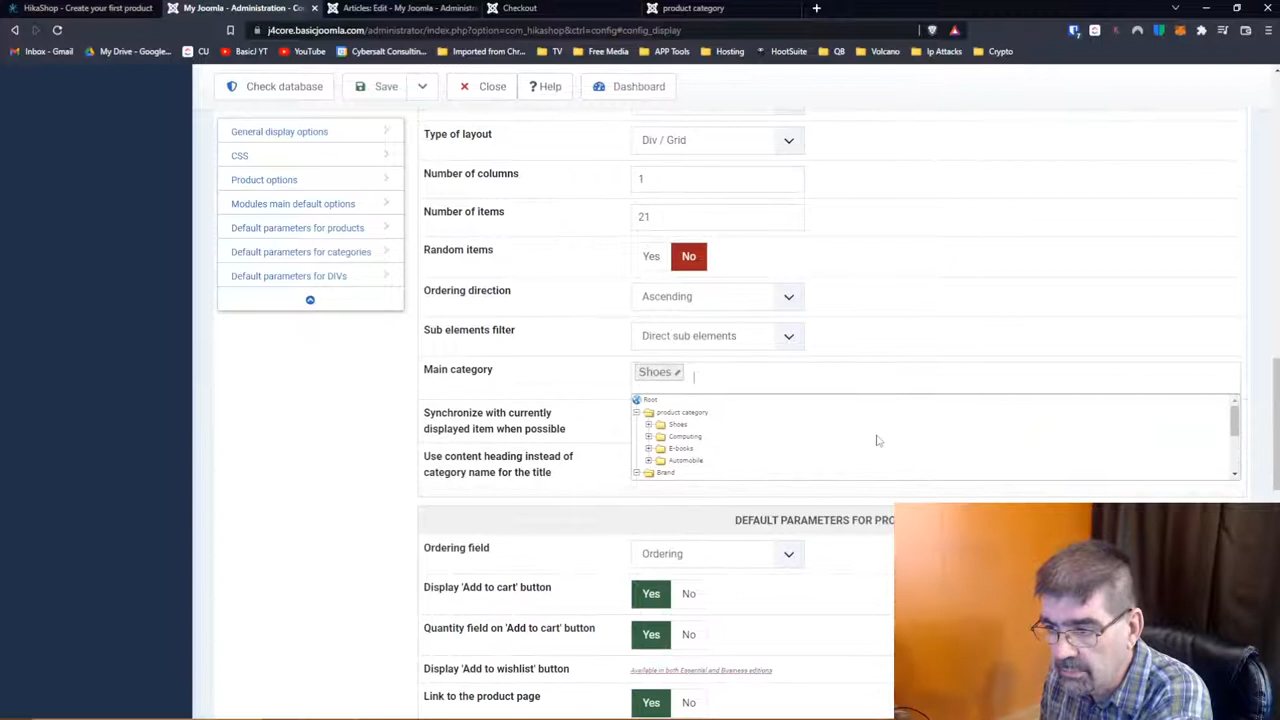 HikaShop - Create your first product
My Joomla - Administration - Co
Articles: Edit - My Joomla - Administrat
Checkout
product category
j4core.basicjoomla.com/administrator/index.php?option=com_hikashop&ctrl=config#config_display
Inbox - Gmail
My Drive - Google...
CU
BasicJ YT
YouTube
Cybersalt Consultin...
Imported from Chr...
TV
Free Media
APP Tools
Hosting
HootSuite
QB
Volcano
Ip Attacks
Crypto
Check database
Save
Close
? Help
Dashboard
General display options
CSS
Product options
Modules main default options
Default parameters for products
Default parameters for categories
Default parameters for DIVs
Type of layout
Div / Grid
Number of columns
1
Number of items
21
Random items
Yes
No
Ordering direction
Ascending
Sub elements filter
Direct sub elements
Main category
Shoes
Root
product category
Shoes
Computing
E-books
Automobile
Brand
Synchronize with currently
displayed item when possible
Use content heading instead of
category name for the title
DEFAULT PARAMETERS FOR PRO
Ordering field
Ordering
Display 'Add to cart' button
Yes
No
Quantity field on 'Add to cart' button
Yes
No
Display 'Add to wishlist' button
Available in both Essential and Business editions
Link to the product page
Yes
No